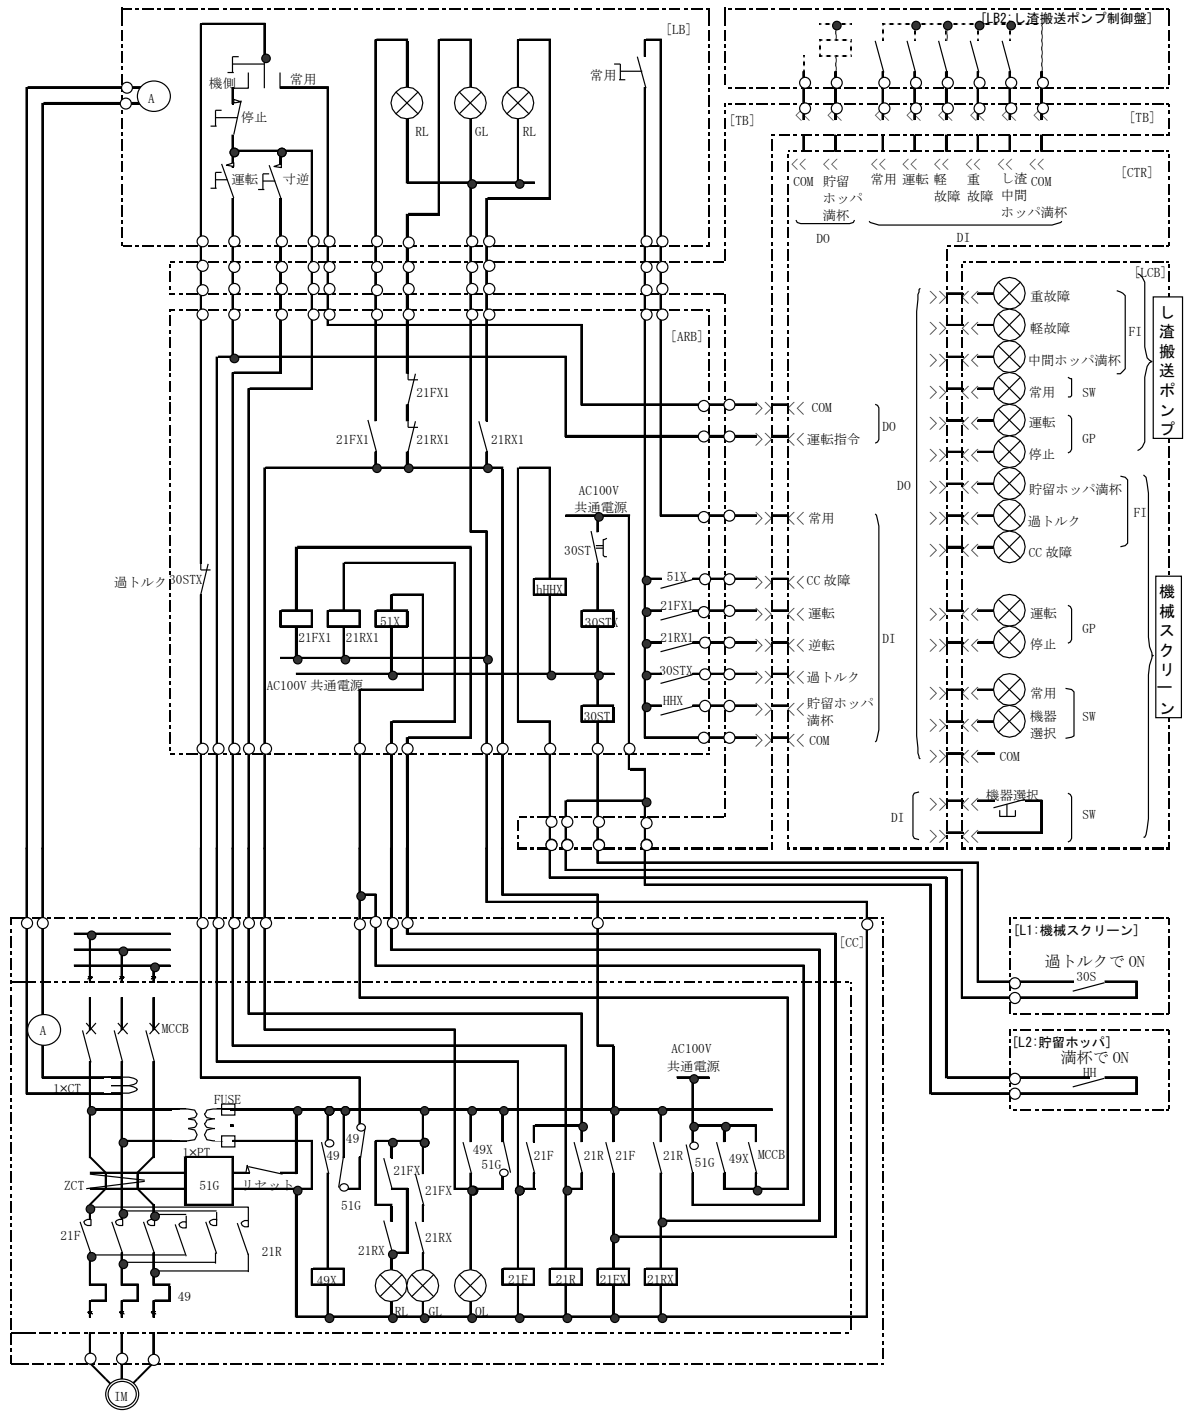 [LB]
[LB2：し渣搬送ポンプ制御盤]
機側
常用
A
停止
運転
寸逆
RL
GL
RL
常用
[TB]
[TB]
[CTR]
COM
貯留
ホッパ
満杯
常用
運転
軽
故障
重
故障
し渣
中間
ホッパ満杯
COM
DO
DI
[LCB]
[ARB]
重故障
軽故障
中間ホッパ満杯
FI
常用
SW
運転
停止
GP
し渣搬送ポンプ
貯留ホッパ満杯
過トルク
CC 故障
FI
運転
停止
GP
常用
機器
選択
SW
COM
機械スクリーン
機器選択
SW
DO
DI
COM
運転指令
DO
常用
CC 故障
運転
逆転
過トルク
貯留ホッパ
満杯
COM
DI
21FX1
21FX1
21RX1
21RX1
AC100V
共通電源
30ST
過トルク
30STX
hHHX
21FX1
21RX1
51X
30STX
AC100V 共通電源
30ST
51X
21FX1
21RX1
30STX
HHX
[CC]
[L1：機械スクリーン]
過トルクで ON
30S
[L2：貯留ホッパ]
満杯で ON
HH
A
MCCB
1×CT
FUSE
1×PT
ZCT
51G
リセット
21F
21R
49
IM
AC100V
共通電源
49
49
51G
21FX
21FX
21RX
21RX
49X
51G
21F
21R
21F
21R
51G
49X
MCCB
49X
RL
GL
OL
21F
21R
21FX
21RX